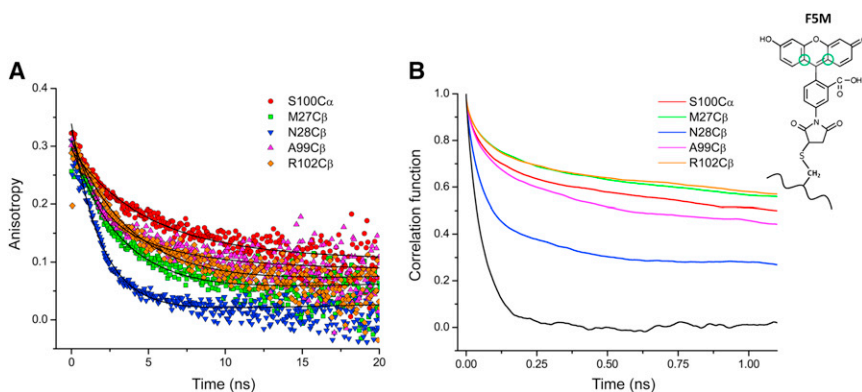 F5M
HO
O
O
C-OH
O
N
O
O
S
CH₂
A
Anisotropy
0.4
0.3
0.2
0.1
0.0
S100Cα
M27Cβ
N28Cβ
A99Cβ
R102Cβ
0
5
10
15
20
Time (ns)
B
Correlation function
1.0
0.8
0.6
0.4
0.2
0.0
S100Cα
M27Cβ
N28Cβ
A99Cβ
R102Cβ
0.00
0.25
0.50
0.75
1.00
Time (ns)